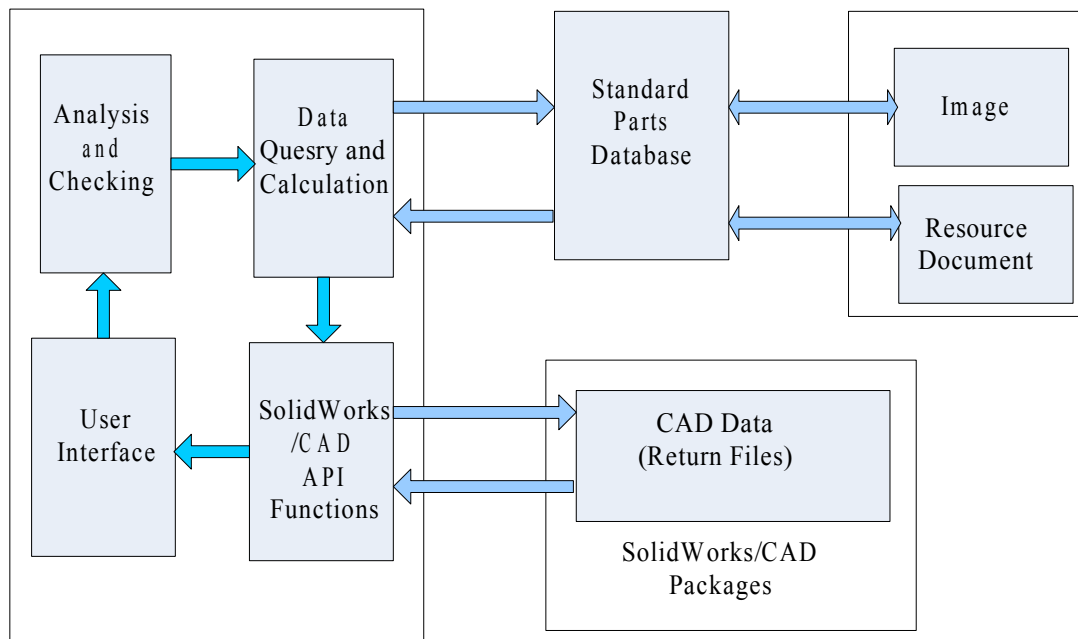 Analysis
and
Checking
Data
Quesry and
Calculation
Standard
Parts
Database
Image
Resource
Document
User
Interface
SolidWorks
/CAD
API
Functions
CAD Data
(Return Files)
SolidWorks/CAD
Packages